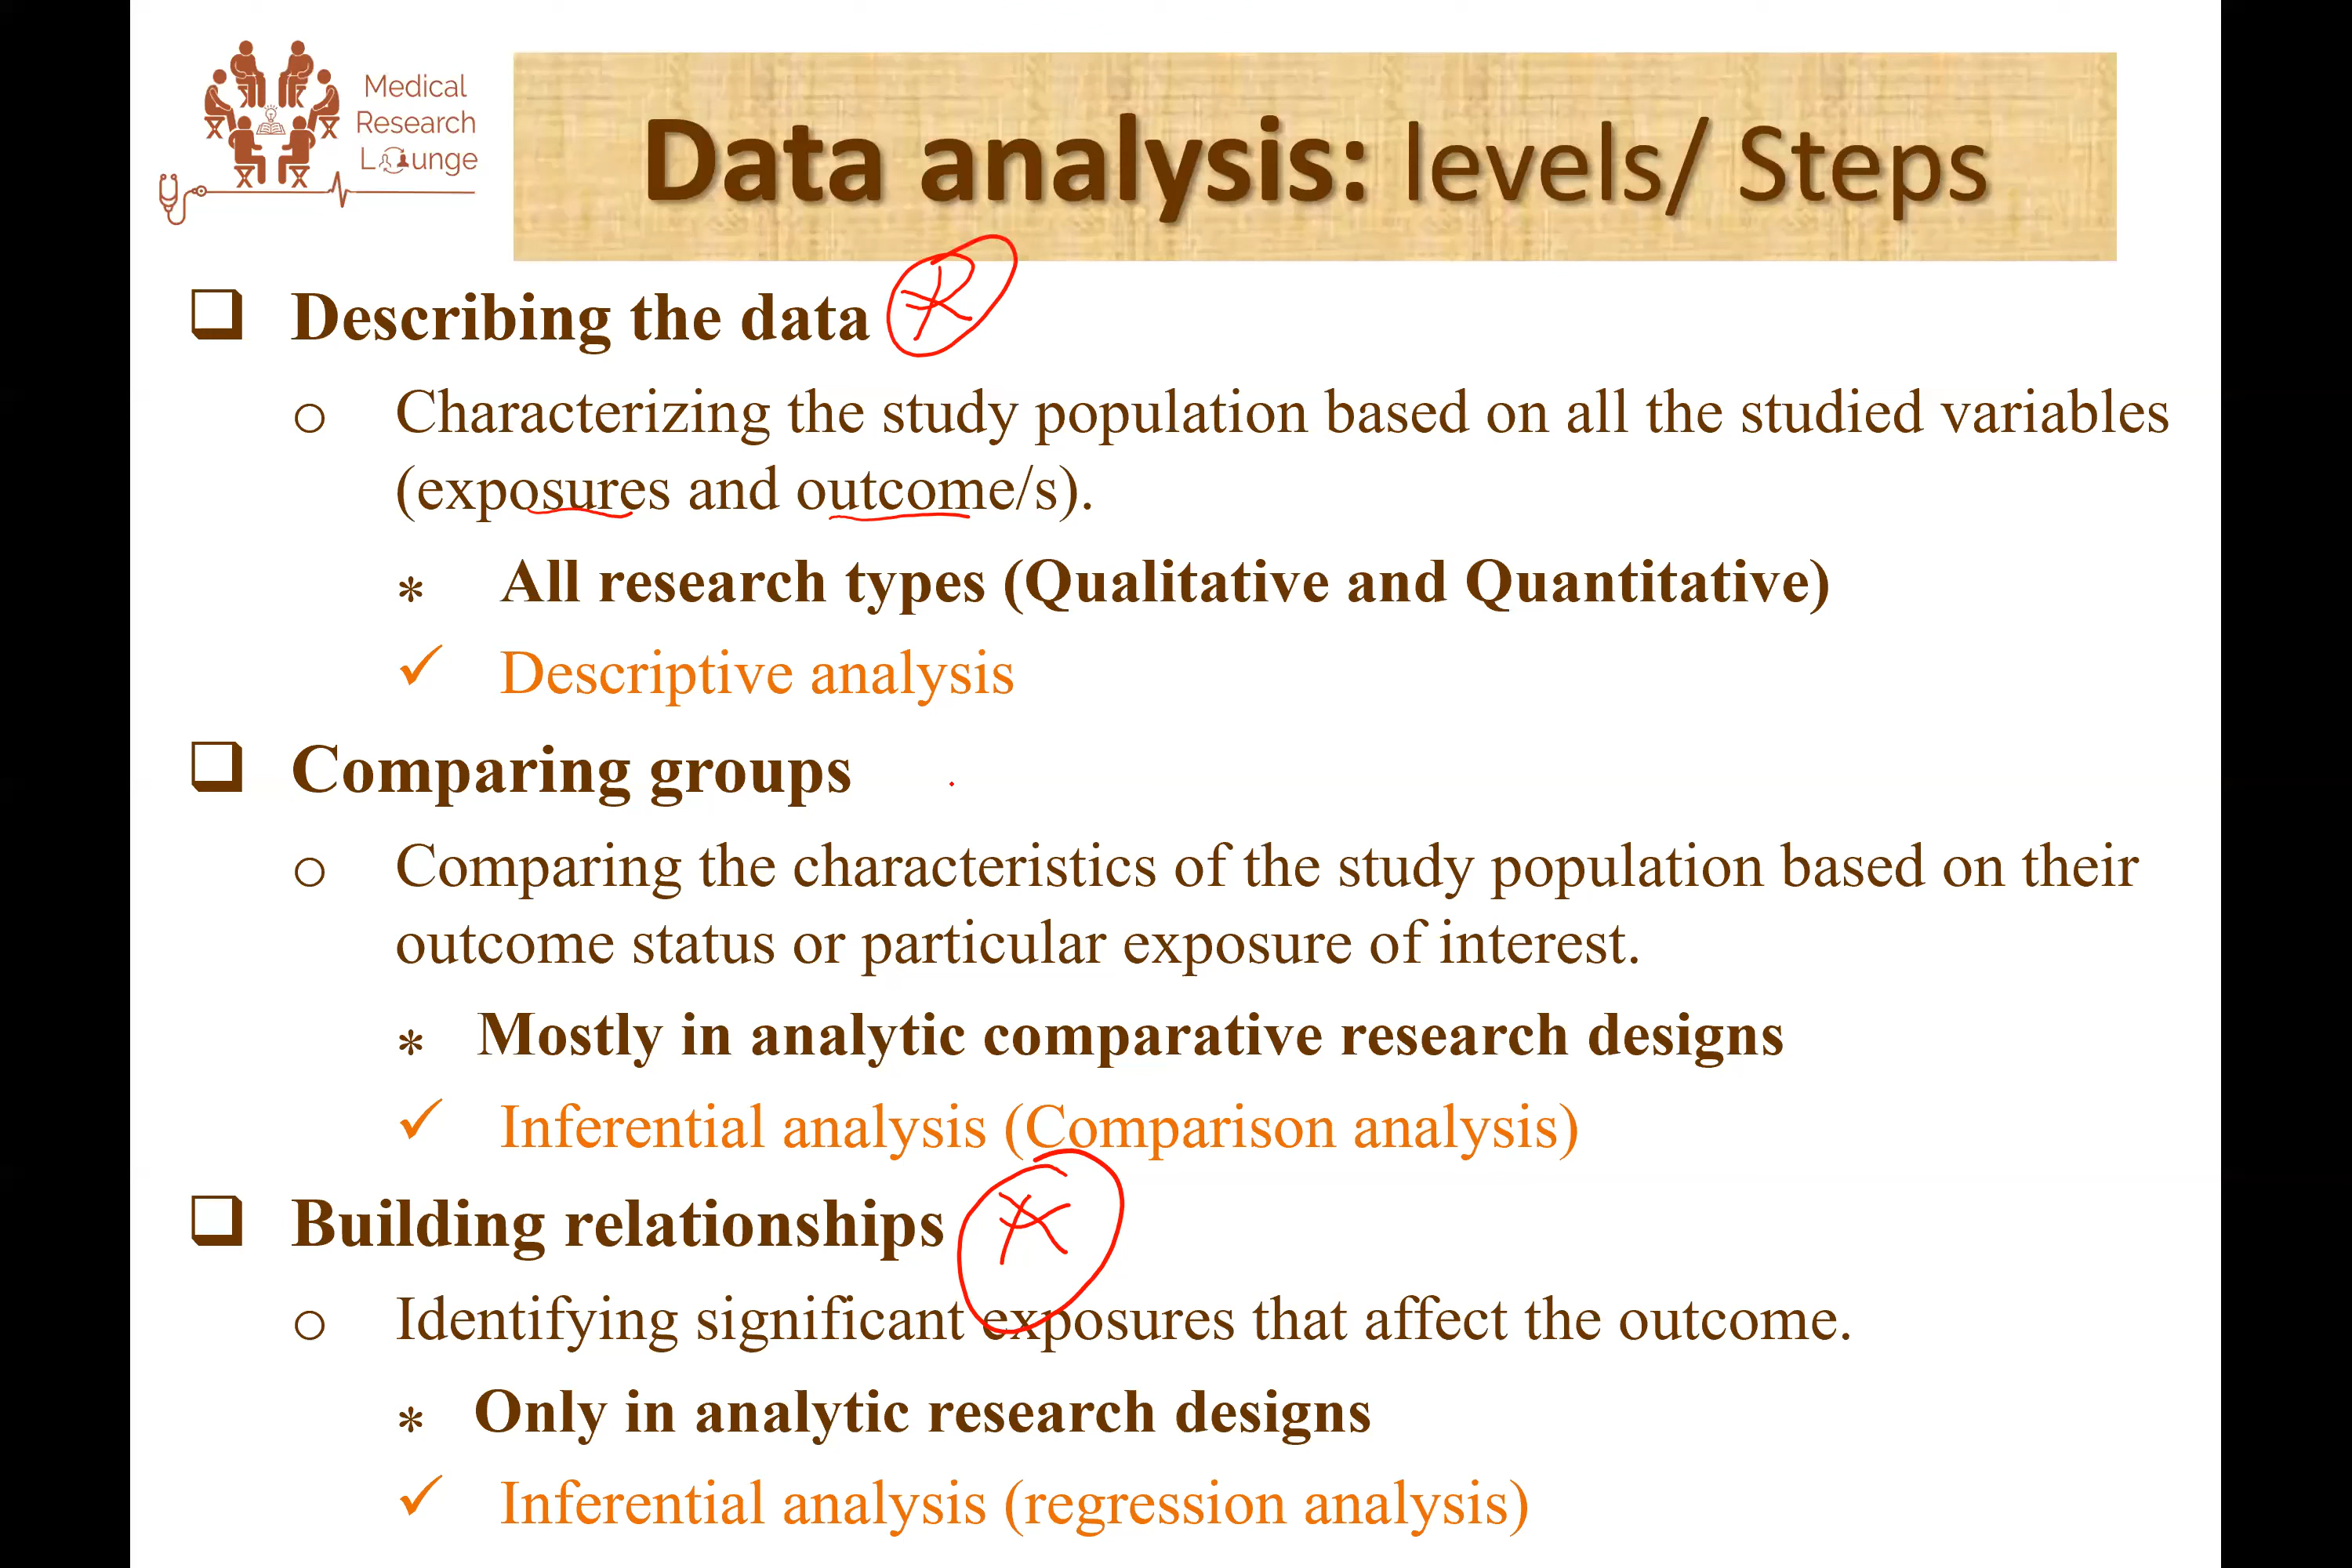 Medical
Research
Lounge
Data analysis: levels/ Steps
Describing the data
Characterizing the study population based on all the studied variables
(exposures and outcome/s).
* All research types (Qualitative and Quantitative)
✓ Descriptive analysis
Comparing groups
Comparing the characteristics of the study population based on their
outcome status or particular exposure of interest.
* Mostly in analytic comparative research designs
✓ Inferential analysis (Comparison analysis)
Building relationships
Identifying significant exposures that affect the outcome.
* Only in analytic research designs
✓ Inferential analysis (regression analysis)